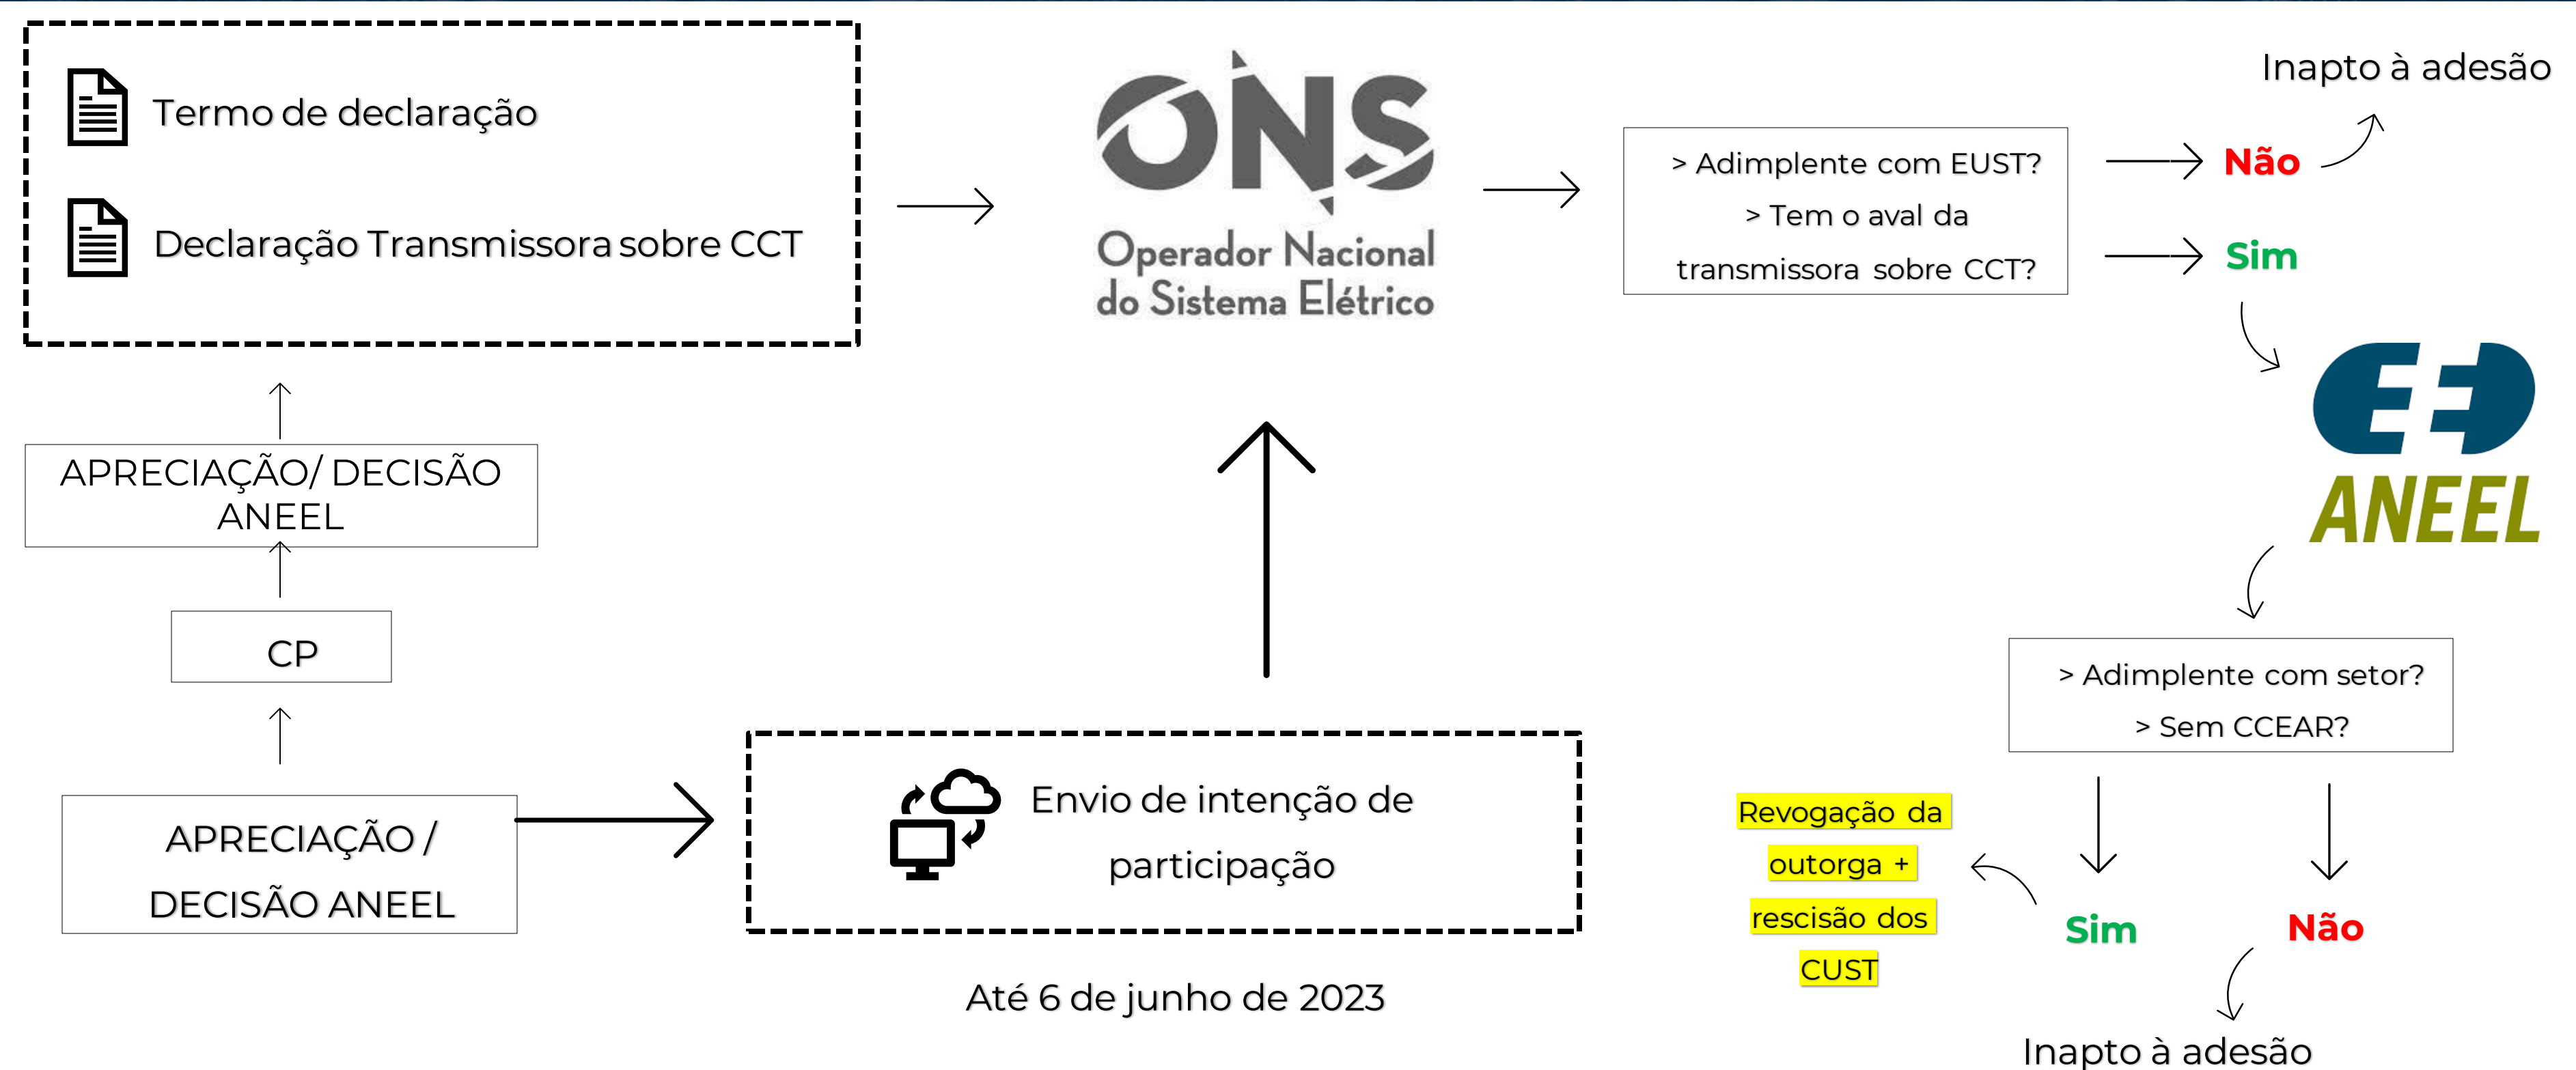 Termo de declaração
Declaração Transmissora sobre CCT
ONS
Operador Nacional
do Sistema Elétrico
> Adimplente com EUST?
> Tem o aval da
transmissora sobre CCT?
Inapto à adesão
Não
Sim
ANEEL
APRECIAÇÃO/ DECISÃO
ANEEL
CP
APRECIAÇÃO /
DECISÃO ANEEL
Envio de intenção de
participação
Até 6 de junho de 2023
> Adimplente com setor?
> Sem CCEAR?
Revogação da
outorga +
rescisão dos
CUST
Sim
Não
Inapto à adesão